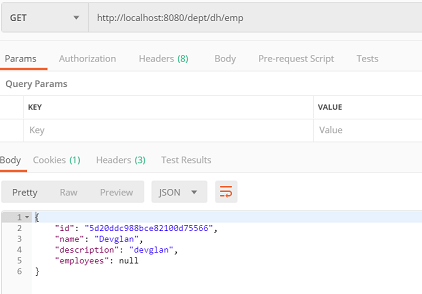 GET http://localhost:8080/dept/dh/emp
Params Authorization Headers (8) Body Pre-request Script Tests
Query Params
KEY VALUE
Key Value
Body Cookies (1) Headers (3) Test Results
Pretty Raw Preview JSON
1 {
2 "id": "5d20ddc988bce82100d75566",
3 "name": "Devglan",
4 "description": "devglan",
5 "employees": null
6 }